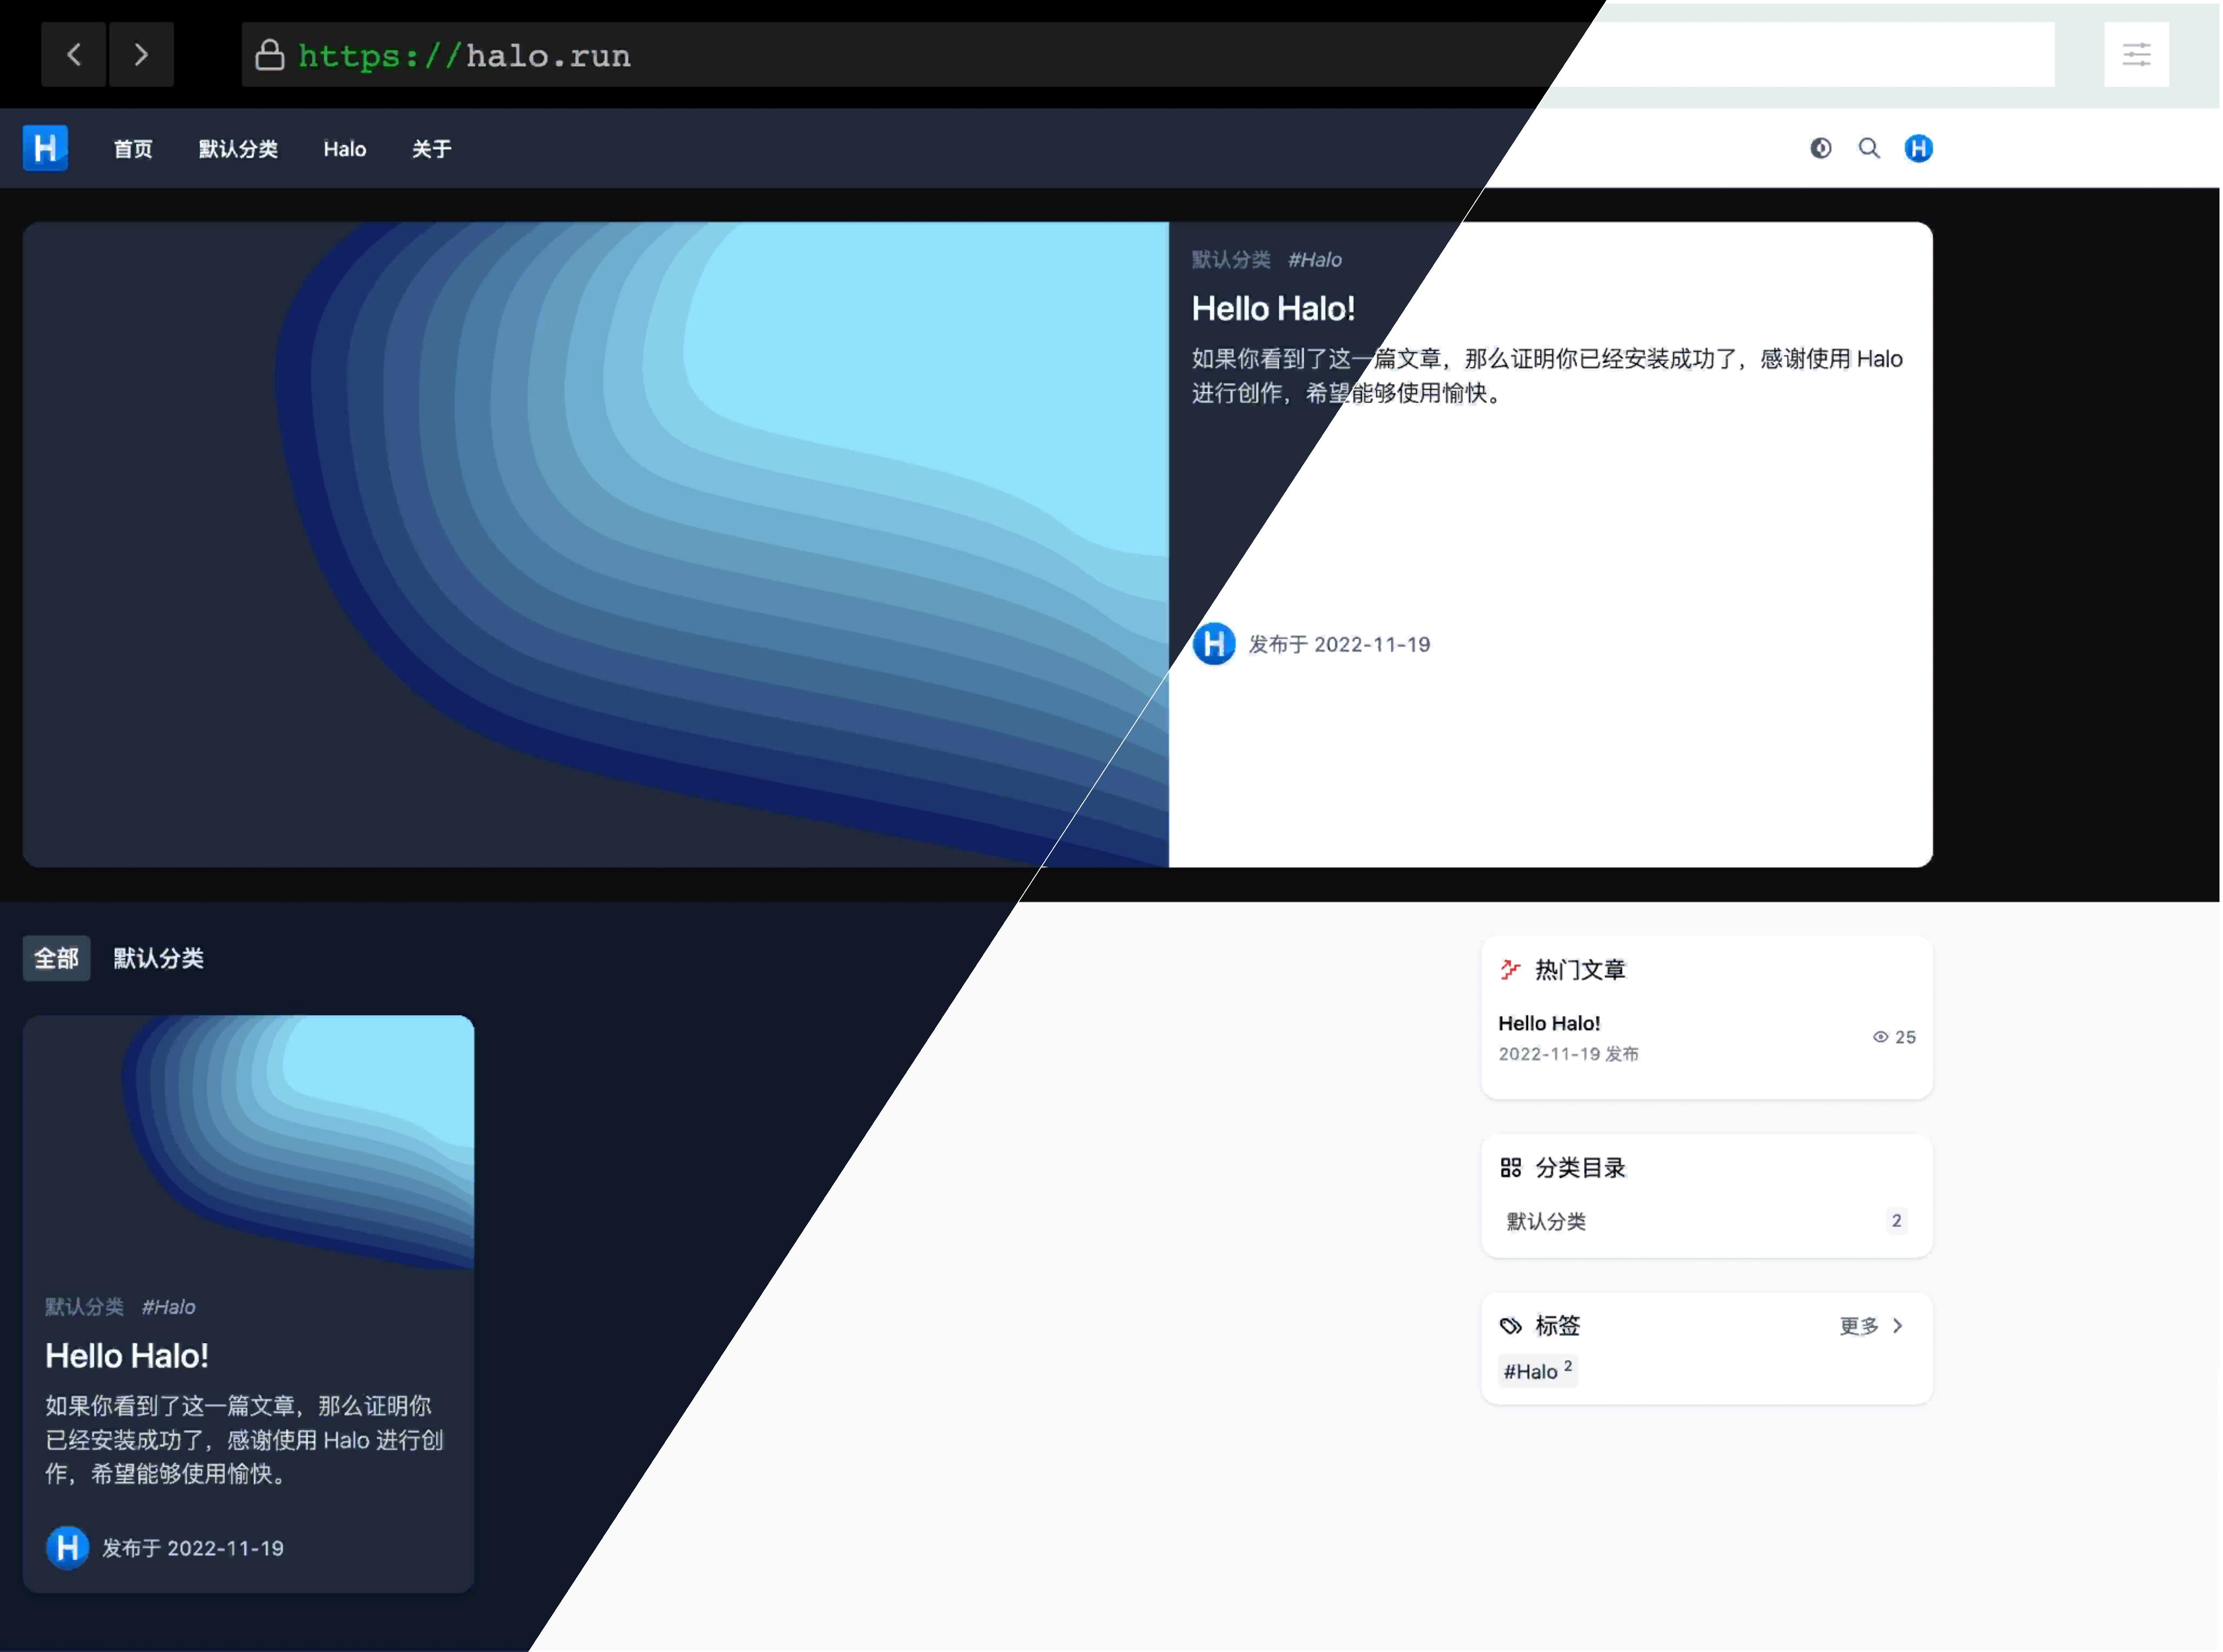 https://halo.run
H 首页 默认分类 Halo 关于 H
默认分类 #Halo
Hello Halo!
如果你看到了这一篇文章，那么证明你已经安装成功了，感谢使用 Halo
进行创作，希望能够使用愉快。
H 发布于 2022-11-19
全部 默认分类
默认分类 #Halo
Hello Halo!
如果你看到了这一篇文章，那么证明你
已经安装成功了，感谢使用 Halo 进行创
作，希望能够使用愉快。
H 发布于 2022-11-19
热门文章
Hello Halo!
2022-11-19 发布
25
分类目录
默认分类 2
标签 更多
#Halo 2